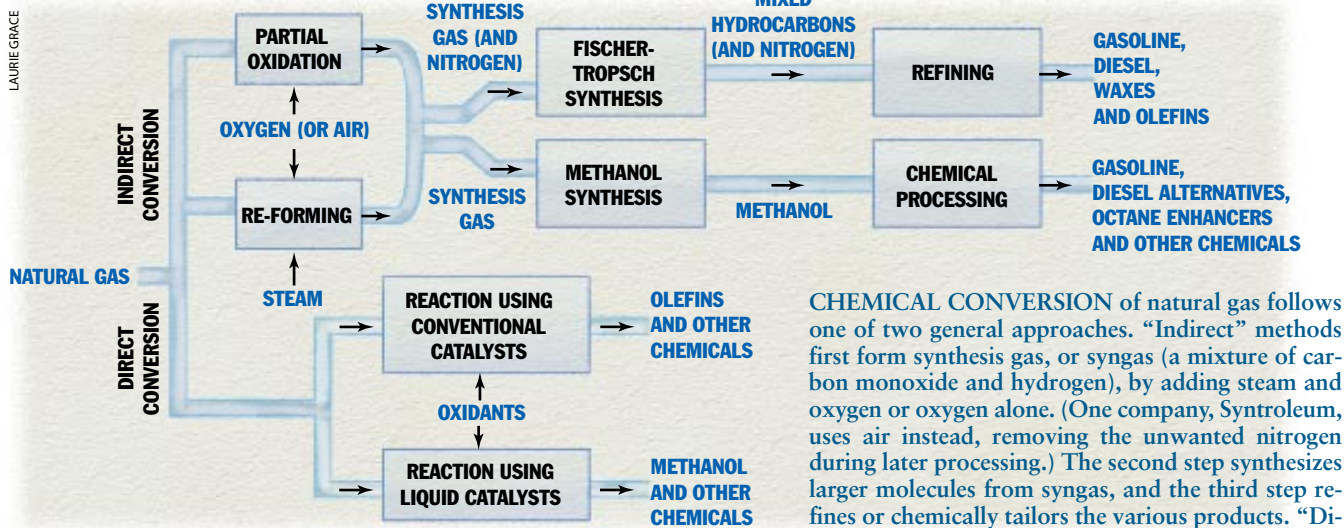 LAURIE GRACE
INDIRECT
CONVERSION
DIRECT
CONVERSION
NATURAL GAS
PARTIAL
OXIDATION
OXYGEN (OR AIR)
RE-FORMING
STEAM
SYNTHESIS
GAS (AND
NITROGEN)
SYNTHESIS
GAS
FISCHER-
TROPSCH
SYNTHESIS
MIXED
HYDROCARBONS
(AND NITROGEN)
REFINING
GASOLINE,
DIESEL,
WAXES
AND OLEFINS
METHANOL
SYNTHESIS
METHANOL
CHEMICAL
PROCESSING
GASOLINE,
DIESEL ALTERNATIVES,
OCTANE ENHANCERS
AND OTHER CHEMICALS
REACTION USING
CONVENTIONAL
CATALYSTS
OLEFINS
AND OTHER
CHEMICALS
OXIDANTS
REACTION USING
LIQUID CATALYSTS
METHANOL
AND OTHER
CHEMICALS
CHEMICAL CONVERSION of natural gas follows
one of two general approaches. “Indirect” methods
first form synthesis gas, or syngas (a mixture of car-
bon monoxide and hydrogen), by adding steam and
oxygen or oxygen alone. (One company, Syntroleum,
uses air instead, removing the unwanted nitrogen
during later processing.) The second step synthesizes
larger molecules from syngas, and the third step re-
fines or chemically tailors the various products. “Di-